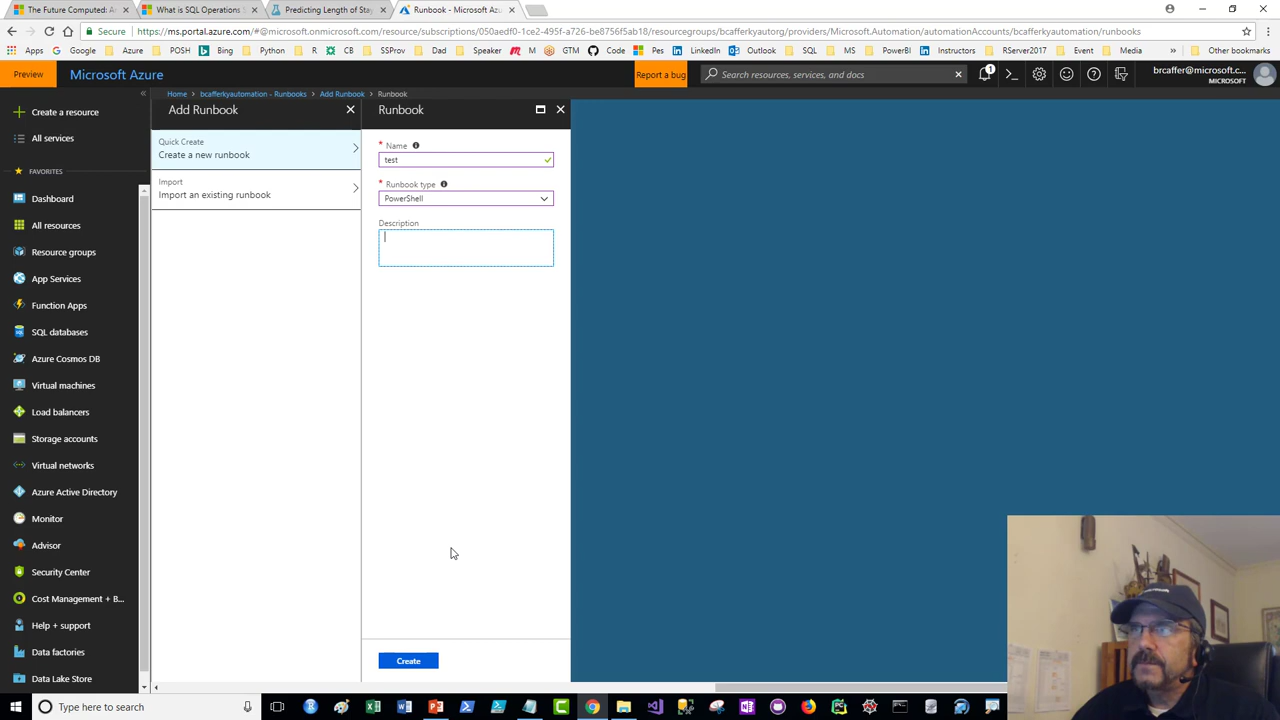 The Future Computed: A
What is SQL Operations S
Predicting Length of Stay
Runbook - Microsoft Azu
Secure
https://ms.portal.azure.com/#@microsoft.onmicrosoft.com/resource/subscriptions/050aedf0-1ce2-495f-a726-be8756f5ab18/resourcegroups/bcafferkyautorg/providers/Microsoft.Automation/automationAccounts/bcafferkyautomation/runbooks
Apps
Google
Azure
POSH
Bing
Python
R
CB
SSProv
Dad
Speaker
M
GTM
Code
Pes
LinkedIn
Outlook
SQL
MS
PowerBI
Instructors
RServer2017
Other bookmarks
Preview
Microsoft Azure
Report a bug
Search resources, services, and docs
1
brcaffer@microsoft.c...
MICROSOFT
Home > bcafferkyautomation - Runbooks > Add Runbook > Runbook
Create a resource
All services
FAVORITES
Dashboard
All resources
Resource groups
App Services
Function Apps
SQL databases
Azure Cosmos DB
Virtual machines
Load balancers
Storage accounts
Virtual networks
Azure Active Directory
Monitor
Advisor
Security Center
Cost Management + B...
Help + support
Data factories
Data Lake Store
Add Runbook
Quick Create
Create a new runbook
Import
Import an existing runbook
Runbook
* Name
test
* Runbook type
PowerShell
Description
Create
Type here to search